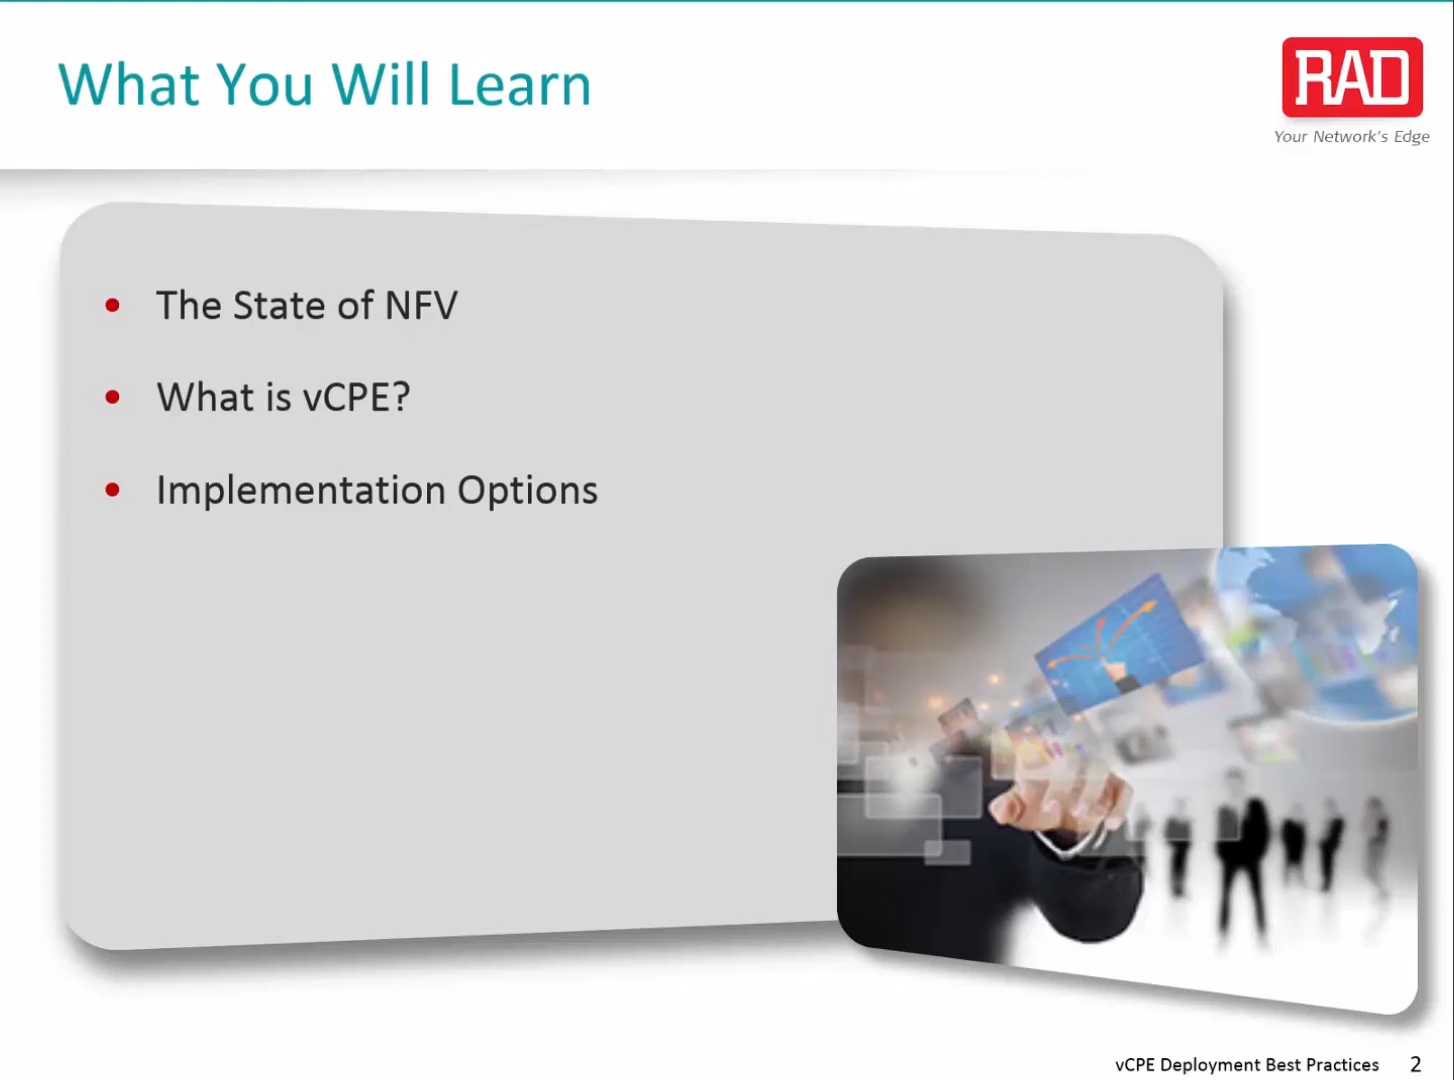 What You Will Learn
RAD
Your Network's Edge
• The State of NFV
• What is vCPE?
• Implementation Options
vCPE Deployment Best Practices 2